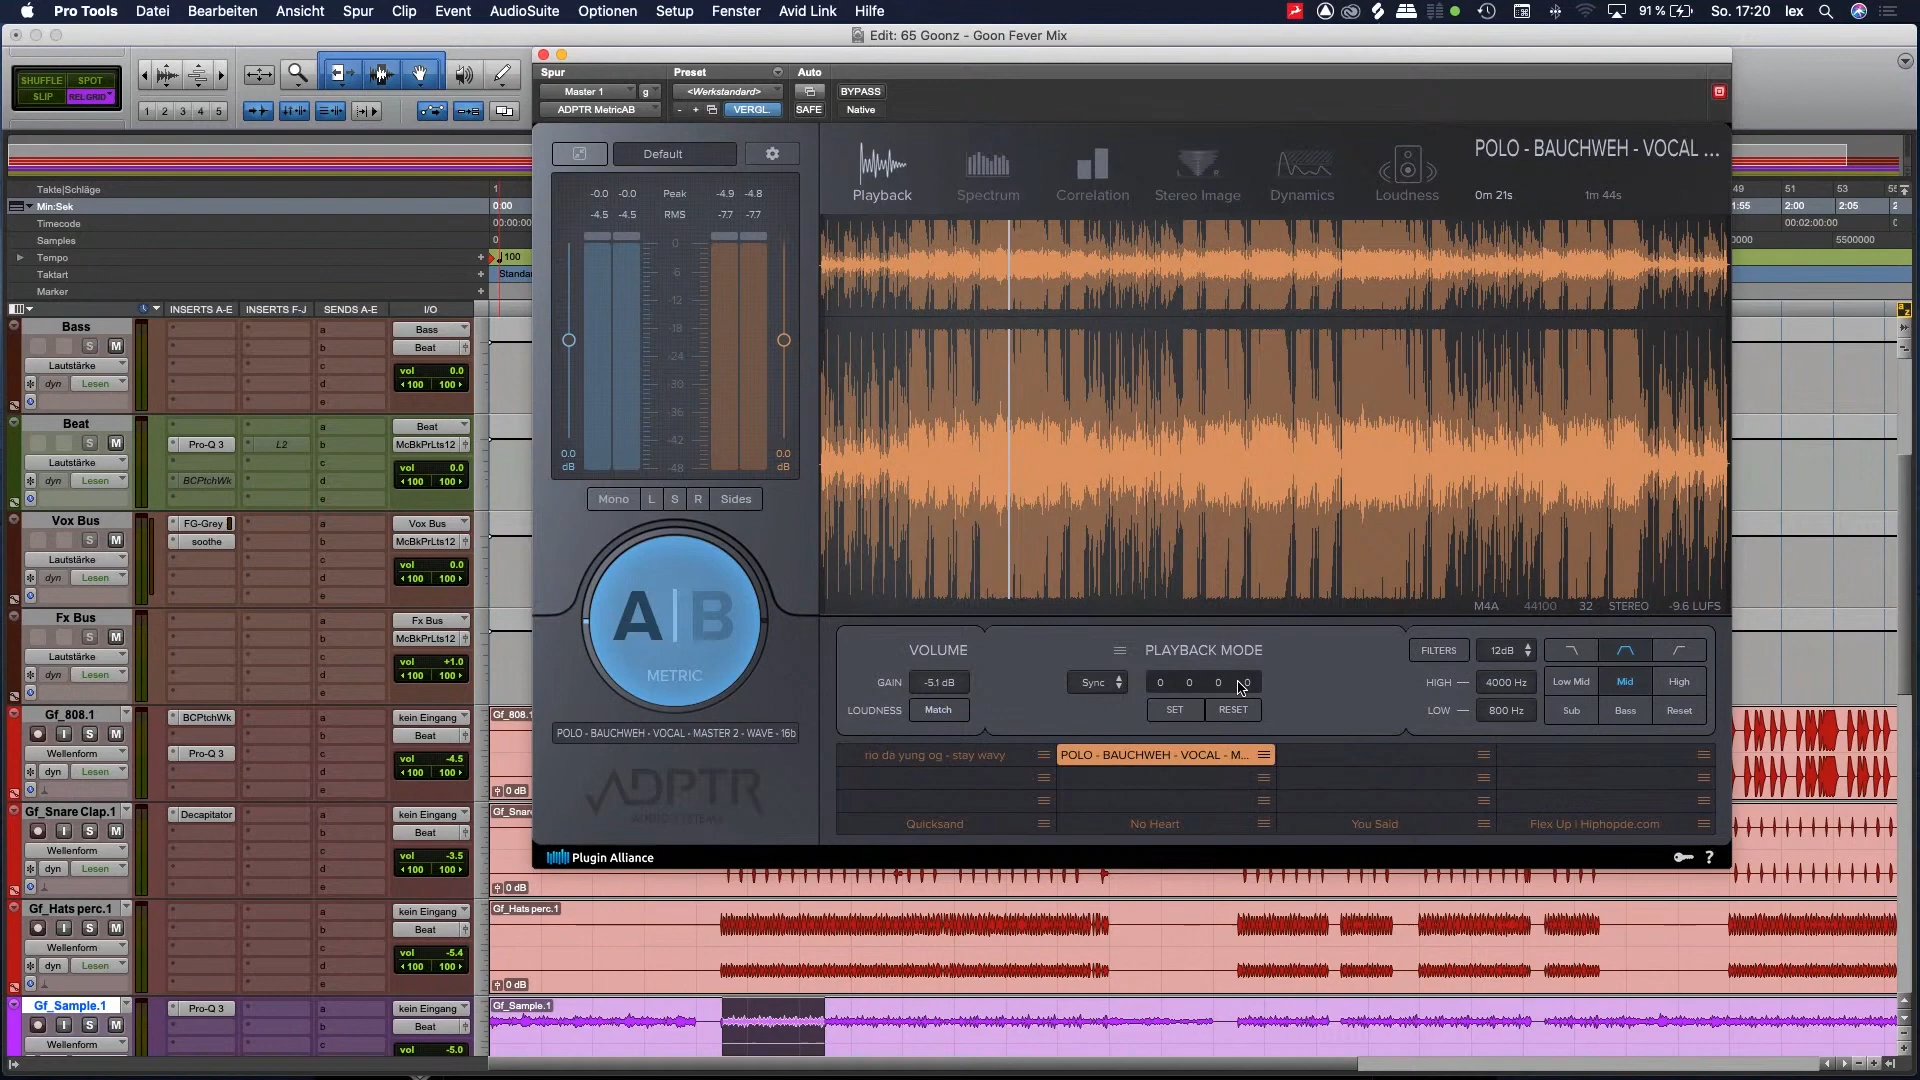 Pro Tools Datei Bearbeiten Ansicht Spur Clip Event AudioSuite Optionen Setup Fenster Avid Link Hilfe 91 % So. 17:20 lex
Edit: 65 Goonz - Goon Fever Mix
SHUFFLE SPOT
SLIP REL GRID
1 2 3 4 5
Spur Preset Auto
Master 1 g <Werkstandard> BYPASS
ADPTR MetricAB - + VERGL. SAFE Native
Default
-0.0 -0.0 Peak -4.9 -4.8
-4.5 -4.5 RMS -7.7 -7.7
0
-6
-12
-18
-24
-30
-36
-42
-48
0.0 dB
0.0 dB
Mono L S R Sides
A|B
METRIC
POLO - BAUCHWEH - VOCAL - MASTER 2 - WAVE - 16b
ADPTR
Playback Spectrum Correlation Stereo Image Dynamics Loudness
POLO - BAUCHWEH - VOCAL ...
0m 21s 1m 44s
M4A 44100 32 STEREO -9.6 LUFS
VOLUME
GAIN -5.1 dB
LOUDNESS Match
PLAYBACK MODE
Sync 0 0 0 0
SET RESET
FILTERS 12dB
HIGH 4000 Hz Low Mid Mid High
LOW 800 Hz Sub Bass Reset
rio da yung og - stay wavy POLO - BAUCHWEH - VOCAL - M...
Quicksand No Heart You Said Flex Up | Hiphopde.com
Plugin Alliance ?
Takte|Schläge 1
Min:Sek 0:00
Timecode 00:00:00
Samples 0
Tempo + 100
Taktart + Standa
Marker +
49 51 53
1:55 2:00 2:05
00:02:00:00
5500000
INSERTS A-E INSERTS F-J SENDS A-E I/O
Bass
S M
Lautstärke
dyn Lesen
a b c d e
Bass
Beat
vol 0.0
100 100
Beat
S M
Lautstärke
dyn Lesen
Pro-Q 3 L2
BCPtchWk
a b c d e
Beat
McBkPrLts12
vol 0.0
100 100
Vox Bus
S M
Lautstärke
dyn Lesen
FG-Grey
soothe
a b c d e
Vox Bus
McBkPrLts12
vol 0.0
100 100
Fx Bus
S M
Lautstärke
dyn Lesen
a b c d e
Fx Bus
McBkPrLts12
vol +1.0
100 100
Gf_808.1
I S M
Wellenform
dyn Lesen
BCPtchWk
Pro-Q 3
a b c d e
kein Eingang
Beat
vol -4.5
100 100
Gf_808.1
0 dB
Gf_Snare Clap.1
I S M
Wellenform
dyn Lesen
Decapitator
a b c d e
kein Eingang
Beat
vol -3.5
100 100
Gf_Snare
0 dB
Gf_Hats perc.1
I S M
Wellenform
dyn Lesen
a b c d e
kein Eingang
Beat
vol -5.4
100 100
Gf_Hats perc.1
0 dB
Gf_Sample.1
I S M
Wellenform
Pro-Q 3
a b c
kein Eingang
Beat
vol -5.0
Gf_Sample.1